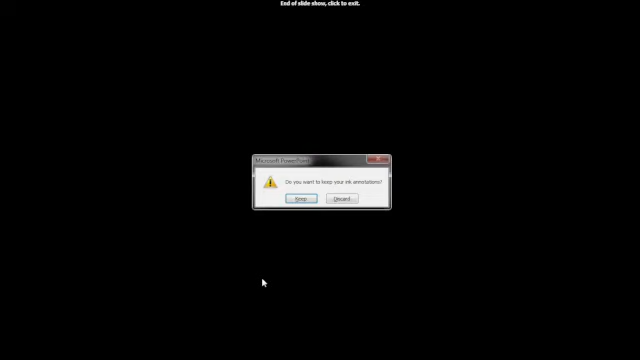 End of slide show, click to exit.
Microsoft PowerPoint
Do you want to keep your ink annotations?
Keep
Discard